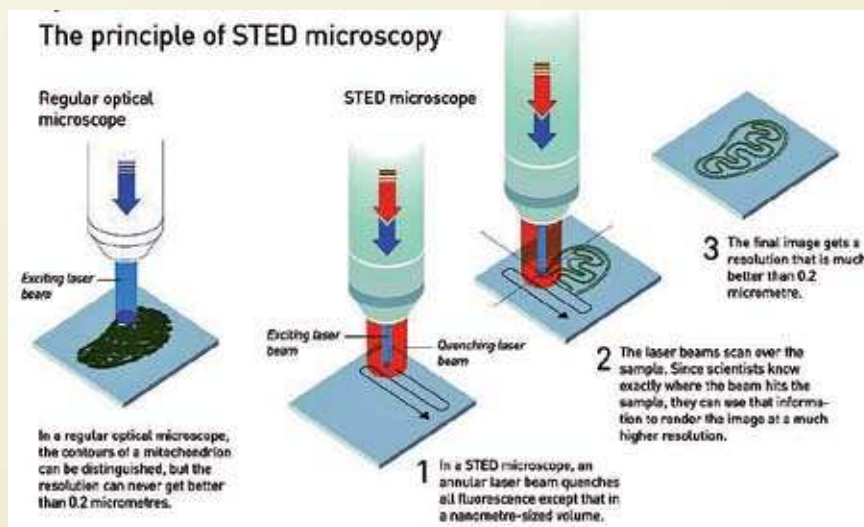 The principle of STED microscopy
Regular optical
microscope
Exciting laser
beam
In a regular optical microscope,
the contours of a mitochondrion
can be distinguished, but the
resolution can never get better
than 0.2 micrometres.
STED microscope
Exciting laser
beam
Quenching laser
beam
1 In a STED microscope, an
annular laser beam quenches
all fluorescence except that in
a nanometre-sized volume.
2 The laser beams scan over the
sample. Since scientists know
exactly where the beam hits the
sample, they can use that informa-
tion to render the image at a much
higher resolution.
3 The final image gets a
resolution that is much
better than 0.2
micrometre.